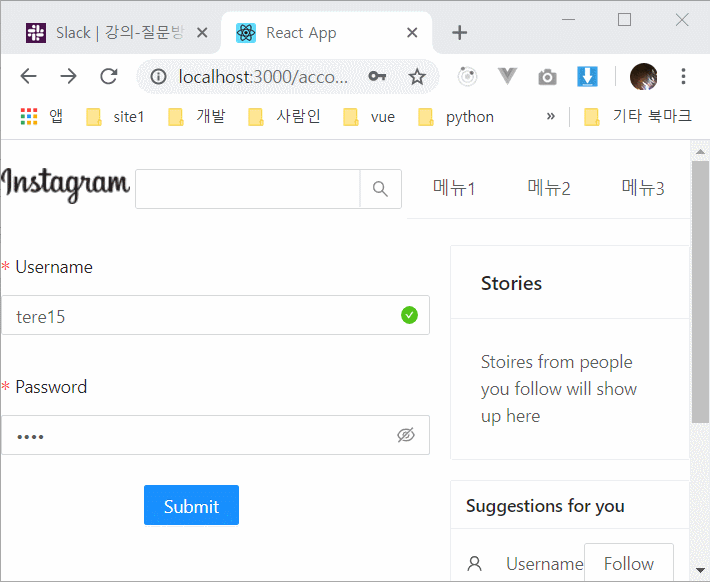 Slack | 강의-질문방
React App
localhost:3000/acco...
앱 site1 개발 사람인 vue python » 기타 북마크
Instagram
메뉴1 메뉴2 메뉴3
* Username
tere15
* Password
Submit
Stories
Stoires from people
you follow will show
up here
Suggestions for you
Username Follow